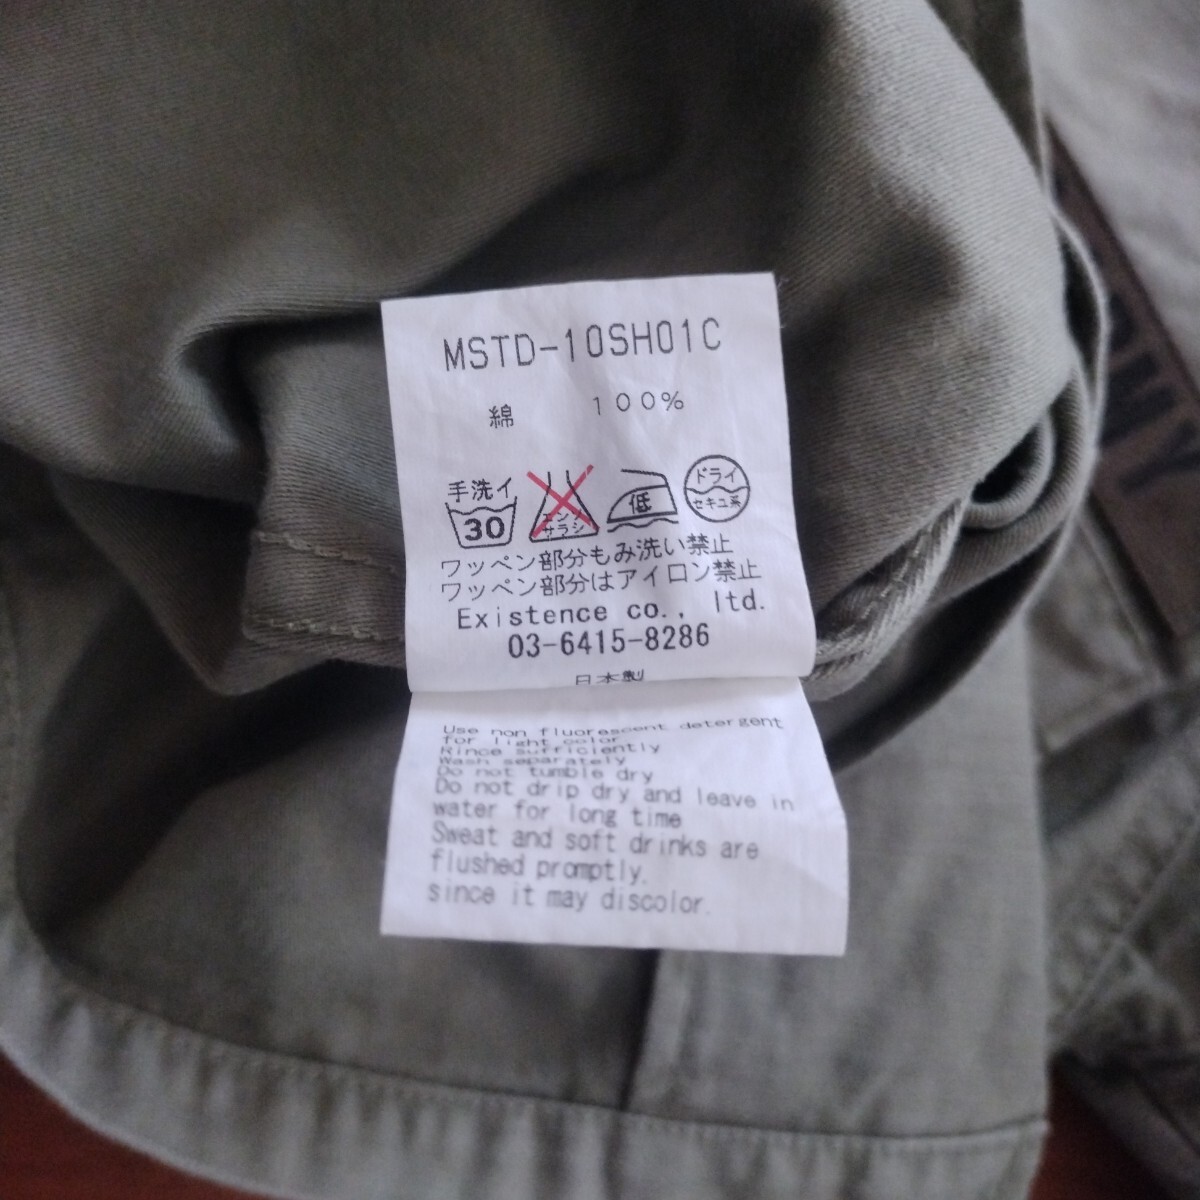 MSTD-10SH01C
綿 100%
手洗イ
30
エンソ
サラシ
低
ドライ
セキユ系
ワッペン部分もみ洗い禁止
ワッペン部分はアイロン禁止
Existence co., ltd.
03-6415-8286
日本製
Use non fluorescent detergent
for light color
Rince sufficiently
Wash separately
Do not tumble dry
Do not drip dry and leave in
water for long time
Sweat and soft drinks are
flushed promptly.
since it may discolor.